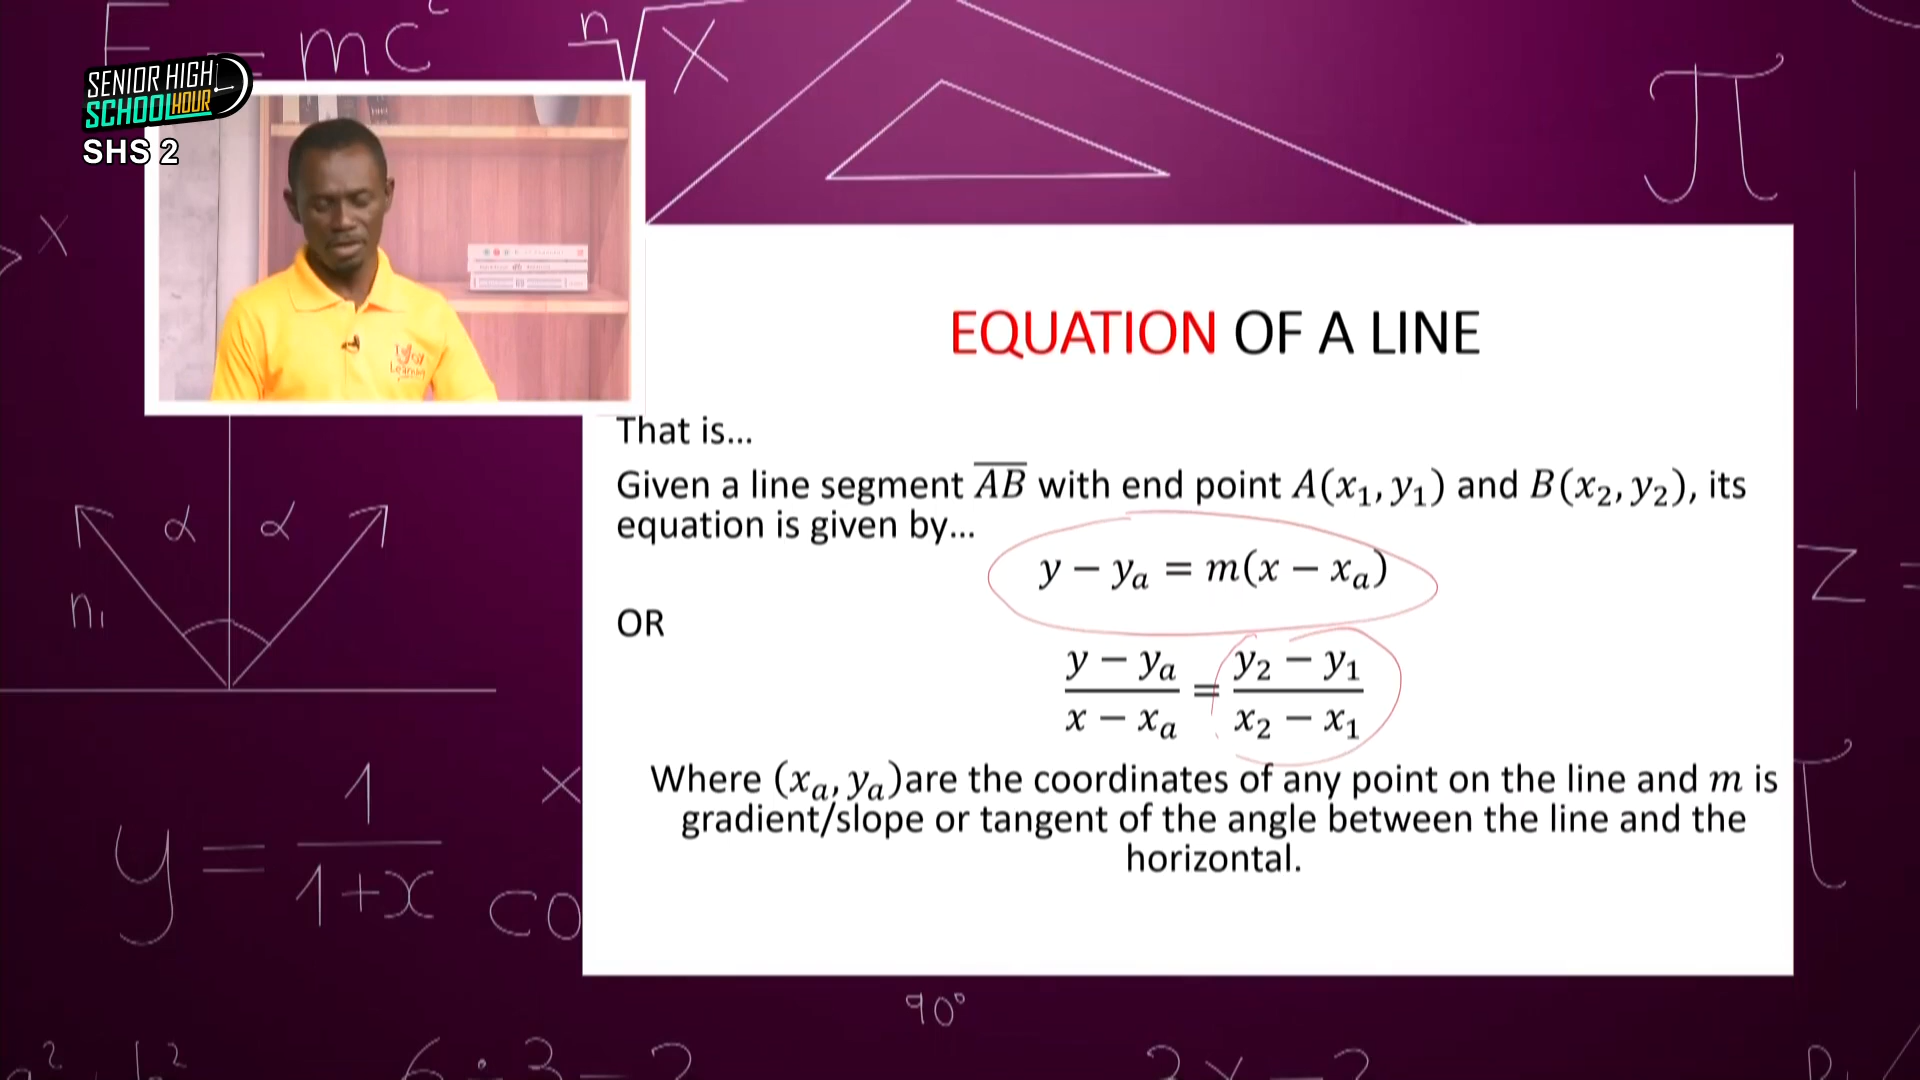 E = mc²
ⁿ√x
π
SENIOR HIGH
SCHOOL HOUR
SHS 2
x
EQUATION OF A LINE
That is...
Given a line segment A̅B̅ with end point A(x₁, y₁) and B(x₂, y₂), its
equation is given by...
y − yₐ = m(x − xₐ)
OR
(y − yₐ)/(x − xₐ) = (y₂ − y₁)/(x₂ − x₁)
Where (xₐ, yₐ)are the coordinates of any point on the line and m is
gradient/slope or tangent of the angle between the line and the
horizontal.
α α
n₁
Z =
y = 1/(1+x)
x
co
90°